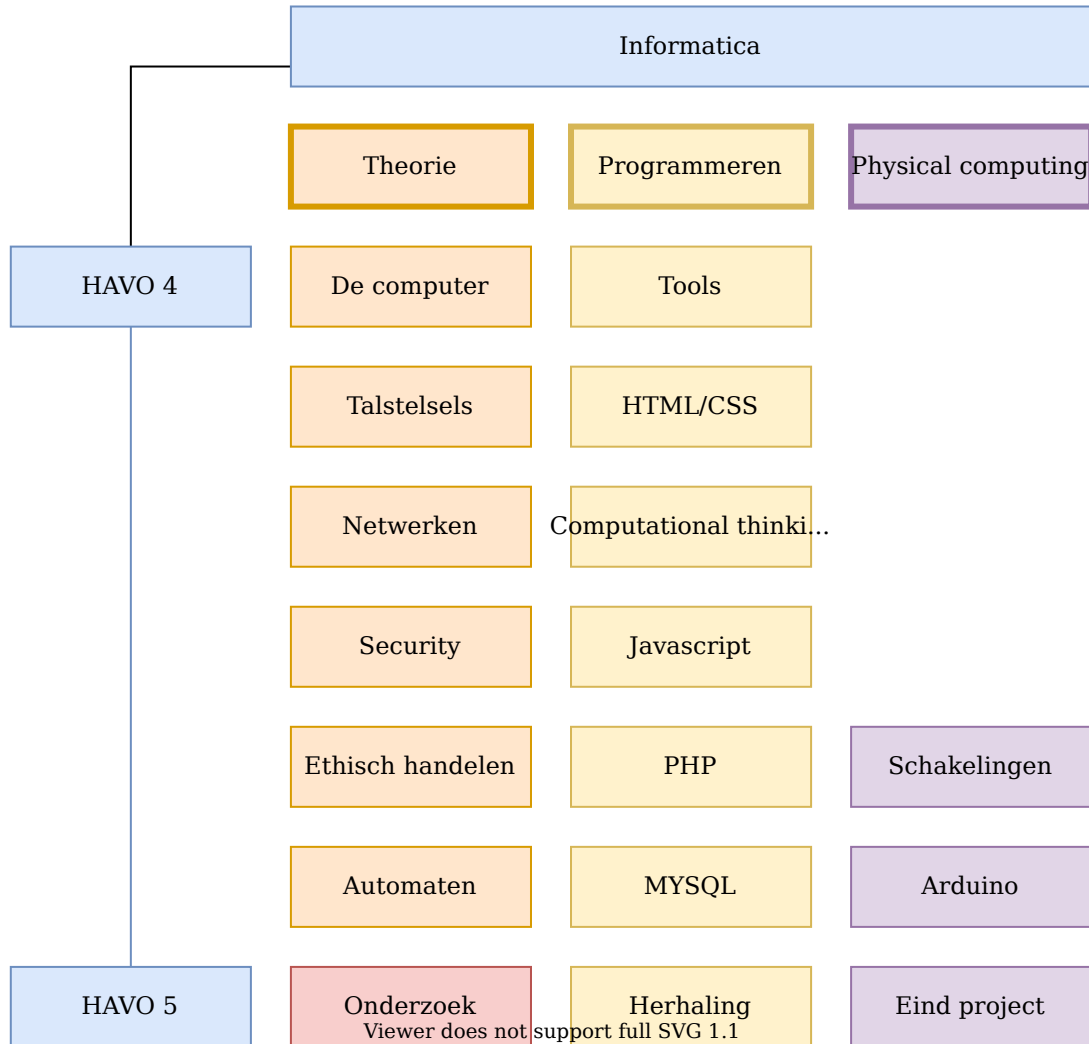 Informatica
Theorie
Programmeren
Physical computing
HAVO 4
De computer
Tools
Talstelsels
HTML/CSS
Netwerken
Computational thinki...
Security
Javascript
Ethisch handelen
PHP
Schakelingen
Automaten
MYSQL
Arduino
HAVO 5
Onderzoek
Herhaling
Eind project
Viewer does not support full SVG 1.1